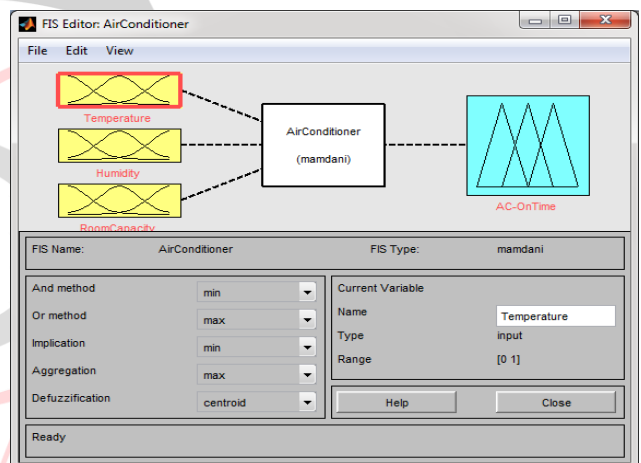 FIS Editor: AirConditioner
File Edit View
Temperature
Humidity
RoomCapacity
AirConditioner
(mamdani)
AC-OnTime
FIS Name: AirConditioner FIS Type: mamdani
And method min
Or method max
Implication min
Aggregation max
Defuzzification centroid
Current Variable
Name Temperature
Type input
Range [0 1]
Help Close
Ready